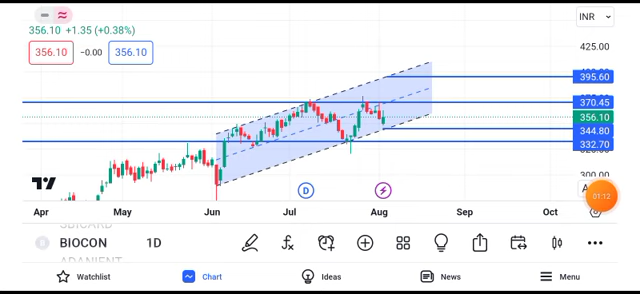 INR
356.10 +1.35 (+0.38%)
356.10 −0.00 356.10
425.00
395.60
370.45
356.10
344.80
332.70
300.00
D
A
01:12
Apr May Jun Jul Aug Sep Oct
SBICARD
BIOCON 1D
ADANIENT
Watchlist Chart Ideas News Menu